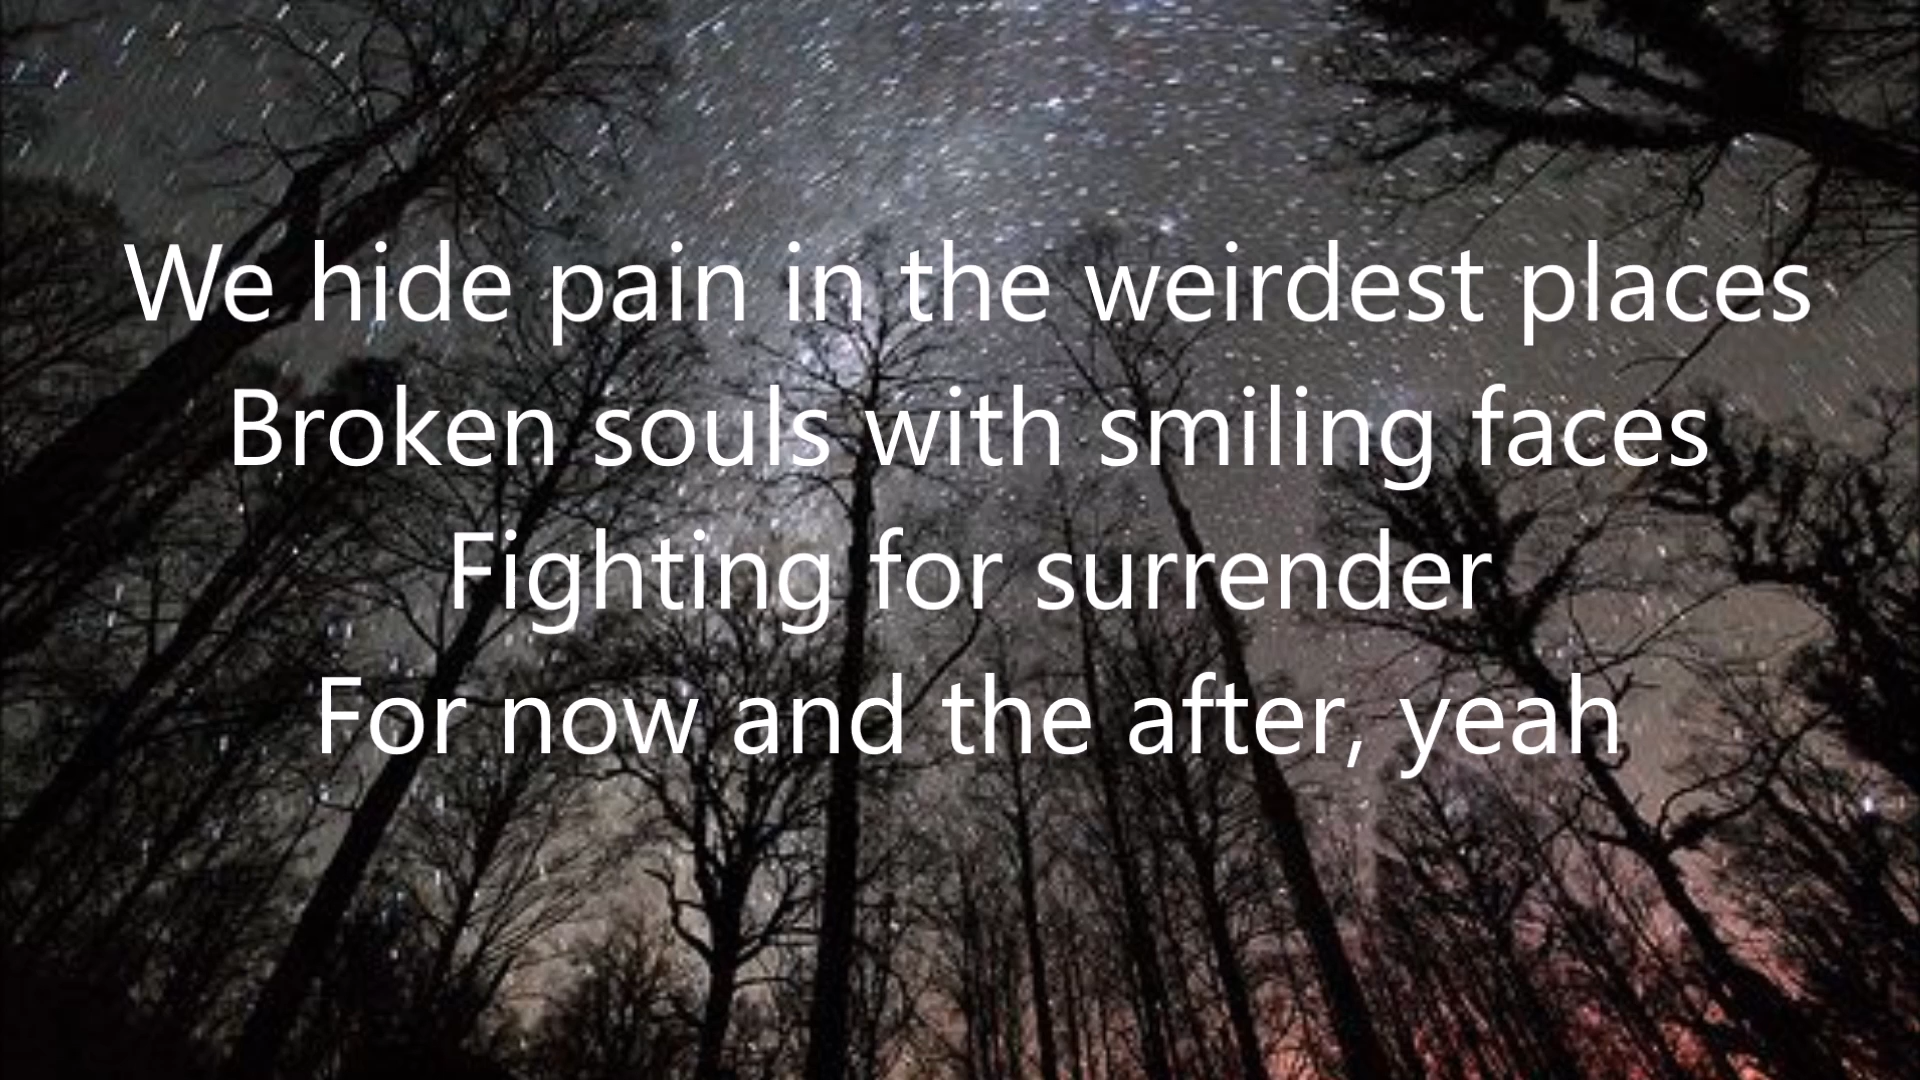 We hide pain in the weirdest places
Broken souls with smiling faces
Fighting for surrender
For now and the after, yeah